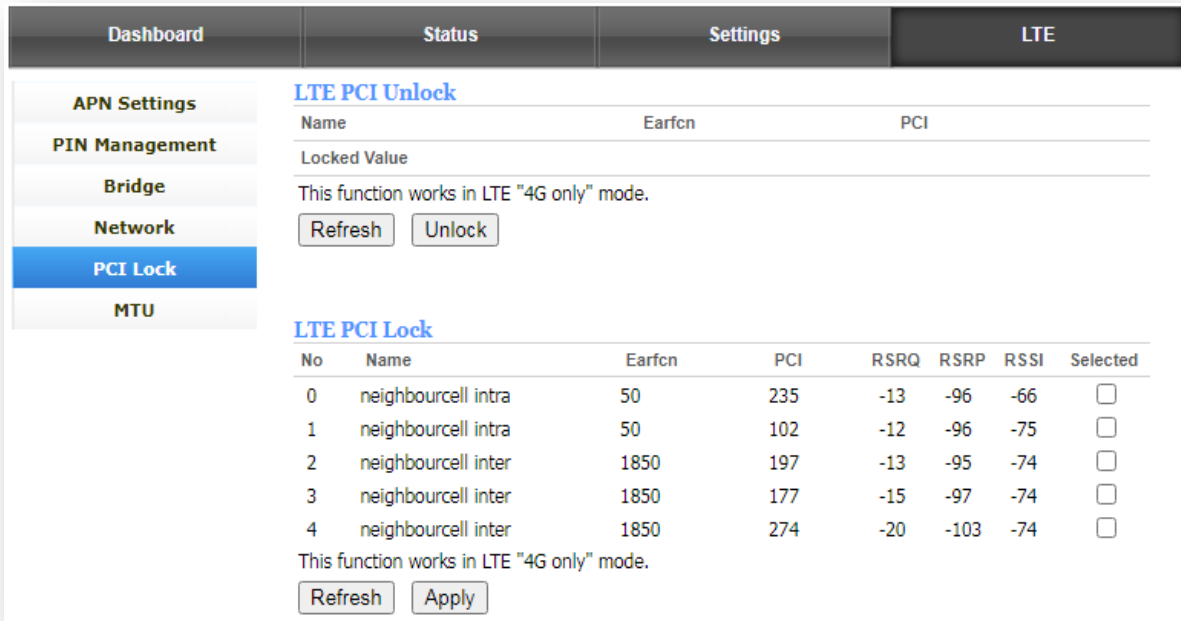 Dashboard Status Settings LTE
APN Settings
PIN Management
Bridge
Network
PCI Lock
MTU
LTE PCI Unlock
Name Earfcn PCI
Locked Value
This function works in LTE "4G only" mode.
Refresh Unlock
LTE PCI Lock
No Name Earfcn PCI RSRQ RSRP RSSI Selected
0 neighbourcell intra 50 235 -13 -96 -66
1 neighbourcell intra 50 102 -12 -96 -75
2 neighbourcell inter 1850 197 -13 -95 -74
3 neighbourcell inter 1850 177 -15 -97 -74
4 neighbourcell inter 1850 274 -20 -103 -74
This function works in LTE "4G only" mode.
Refresh Apply